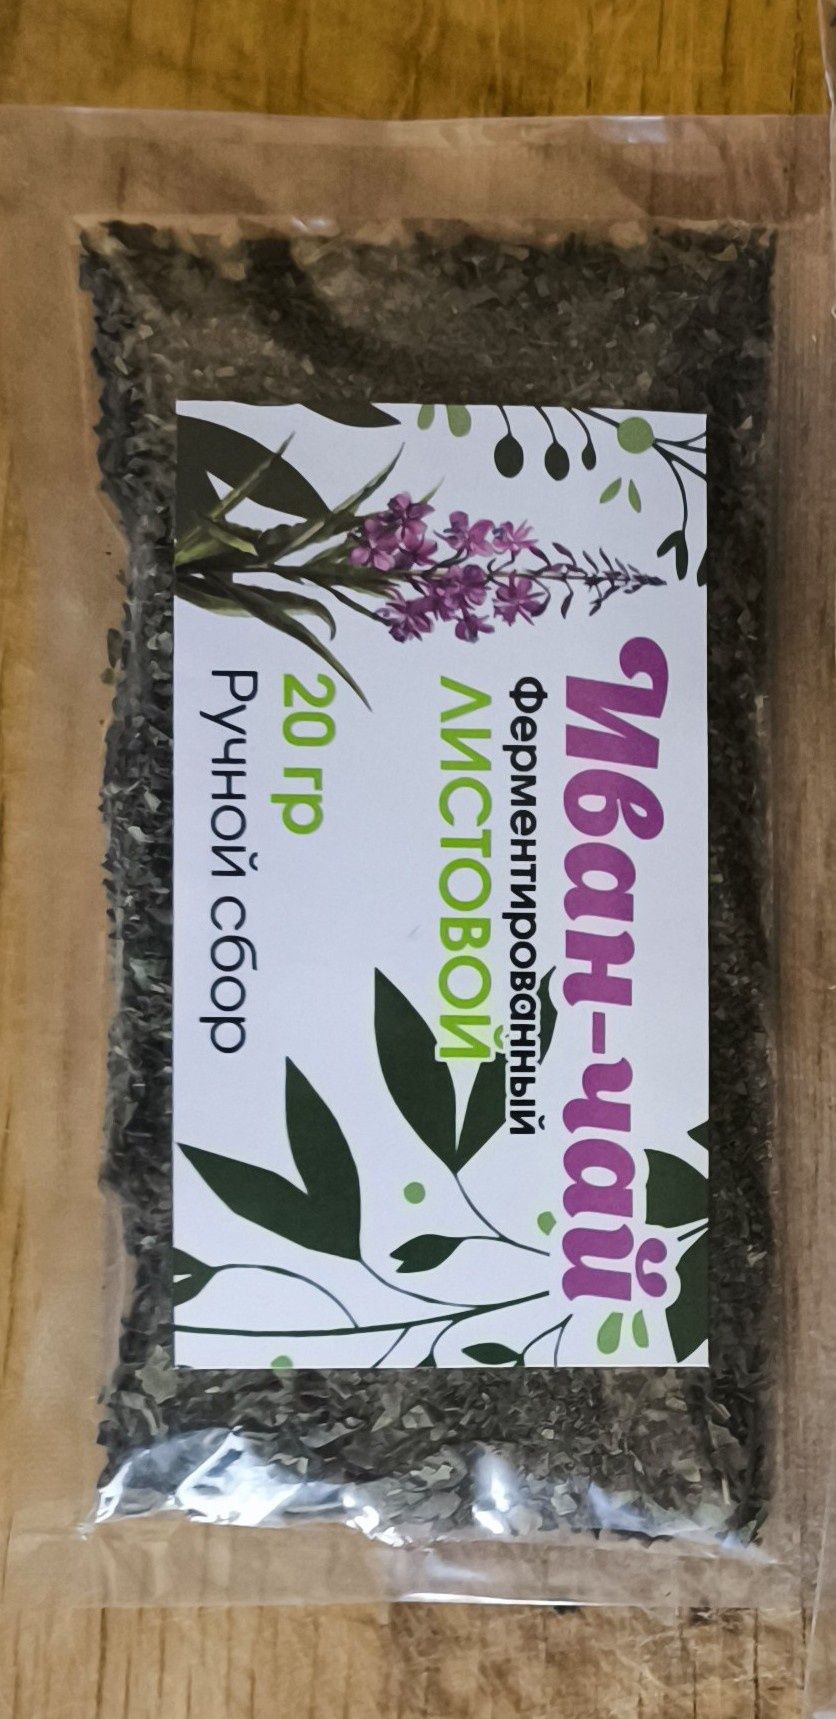 Иван-чай
Ферментированный
ЛИСТОВОЙ
20 гр
Ручной сбор